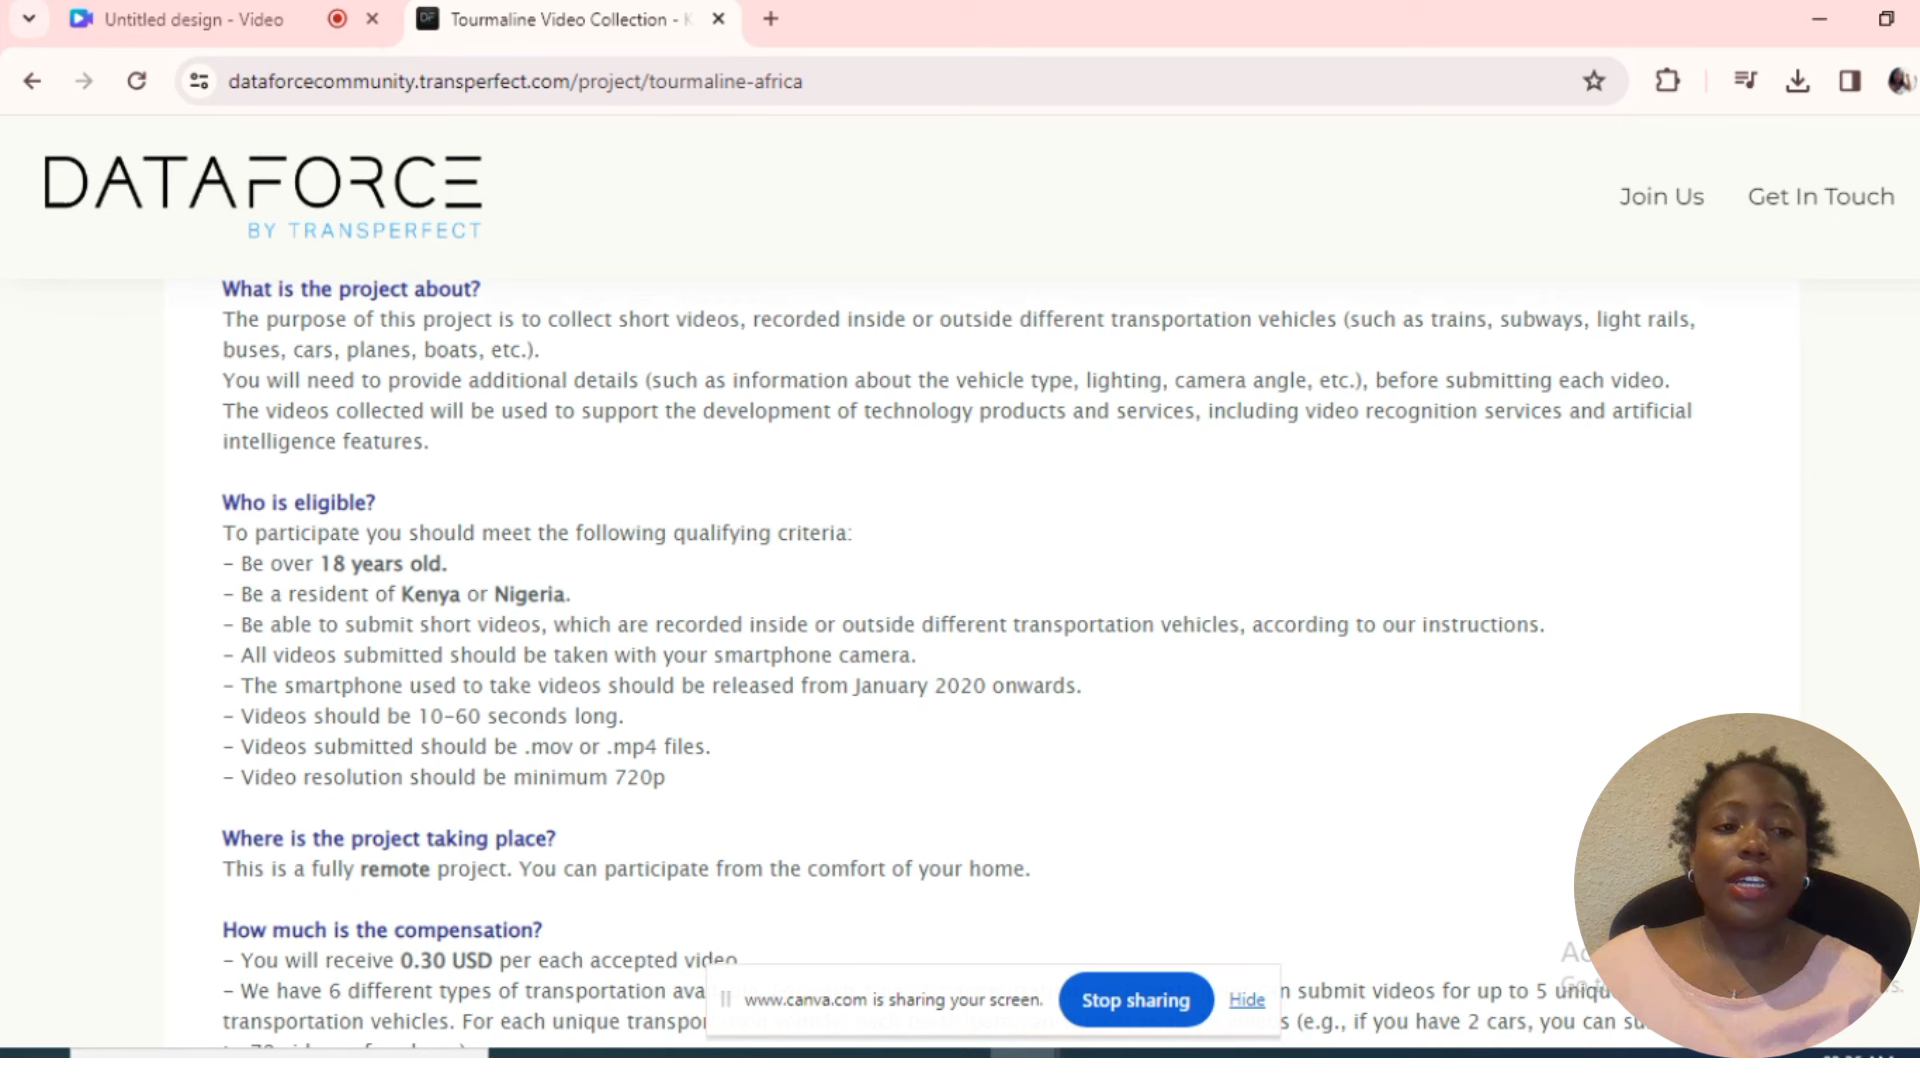 Untitled design - Video
Tourmaline Video Collection - K
dataforcecommunity.transperfect.com/project/tourmaline-africa
DATAFORCE
BY TRANSPERFECT
Join Us
Get In Touch
What is the project about?
The purpose of this project is to collect short videos, recorded inside or outside different transportation vehicles (such as trains, subways, light rails,
buses, cars, planes, boats, etc.).
You will need to provide additional details (such as information about the vehicle type, lighting, camera angle, etc.), before submitting each video.
The videos collected will be used to support the development of technology products and services, including video recognition services and artificial
intelligence features.
Who is eligible?
To participate you should meet the following qualifying criteria:
- Be over 18 years old.
- Be a resident of Kenya or Nigeria.
- Be able to submit short videos, which are recorded inside or outside different transportation vehicles, according to our instructions.
- All videos submitted should be taken with your smartphone camera.
- The smartphone used to take videos should be released from January 2020 onwards.
- Videos should be 10-60 seconds long.
- Videos submitted should be .mov or .mp4 files.
- Video resolution should be minimum 720p
Where is the project taking place?
This is a fully remote project. You can participate from the comfort of your home.
How much is the compensation?
- You will receive 0.30 USD per each accepted video
- We have 6 different types of transportation ava
n submit videos for up to 5 uniqu
transportation vehicles. For each unique transpor
s (e.g., if you have 2 cars, you can su
www.canva.com is sharing your screen.
Stop sharing
Hide